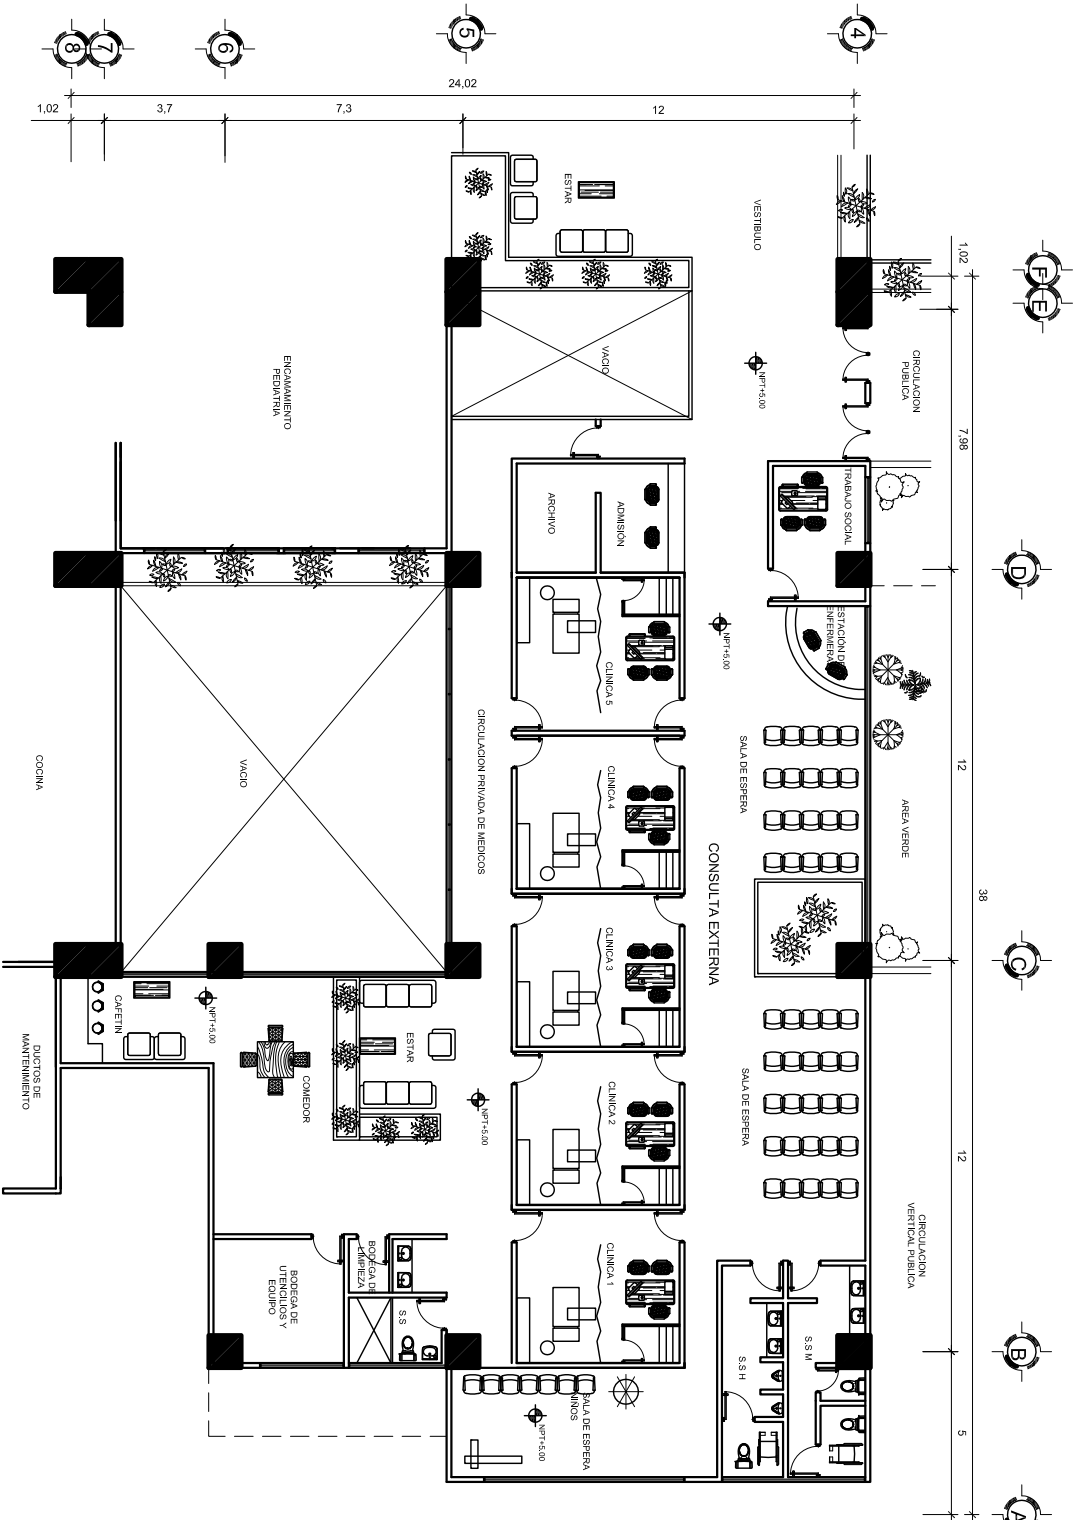 8
7
6
5
4
24,02
1,02
3,7
7,3
12
ESTAR
VESTIBULO
1,02
F
E
CIRCULACION
PUBLICA
VACIO
NPT+5.00
ENCAMAMIENTO
PEDIATRIA
7,98
TRABAJO SOCIAL
ARCHIVO
ADMISIÓN
D
ESTACIÓN DE
ENFERMERA
NPT+5.00
CLINICA 5
CIRCULACION PRIVADA DE MEDICOS
SALA DE ESPERA
COCINA
VACIO
CLINICA 4
12
AREA VERDE
CONSULTA EXTERNA
38
CLINICA 3
C
CAFETIN
NPT+5.00
ESTAR
DUCTOS DE
MANTENIMIENTO
COMEDOR
NPT+5.00
CLINICA 2
SALA DE ESPERA
12
CIRCULACION
VERTICAL PUBLICA
BODEGA DE
UTENCILIOS Y
EQUIPO
BODEGA DE
LIMPIEZA
S.S
CLINICA 1
S.S H
S.S M
B
SALA DE ESPERA
NIÑOS
NPT+5.00
5
A